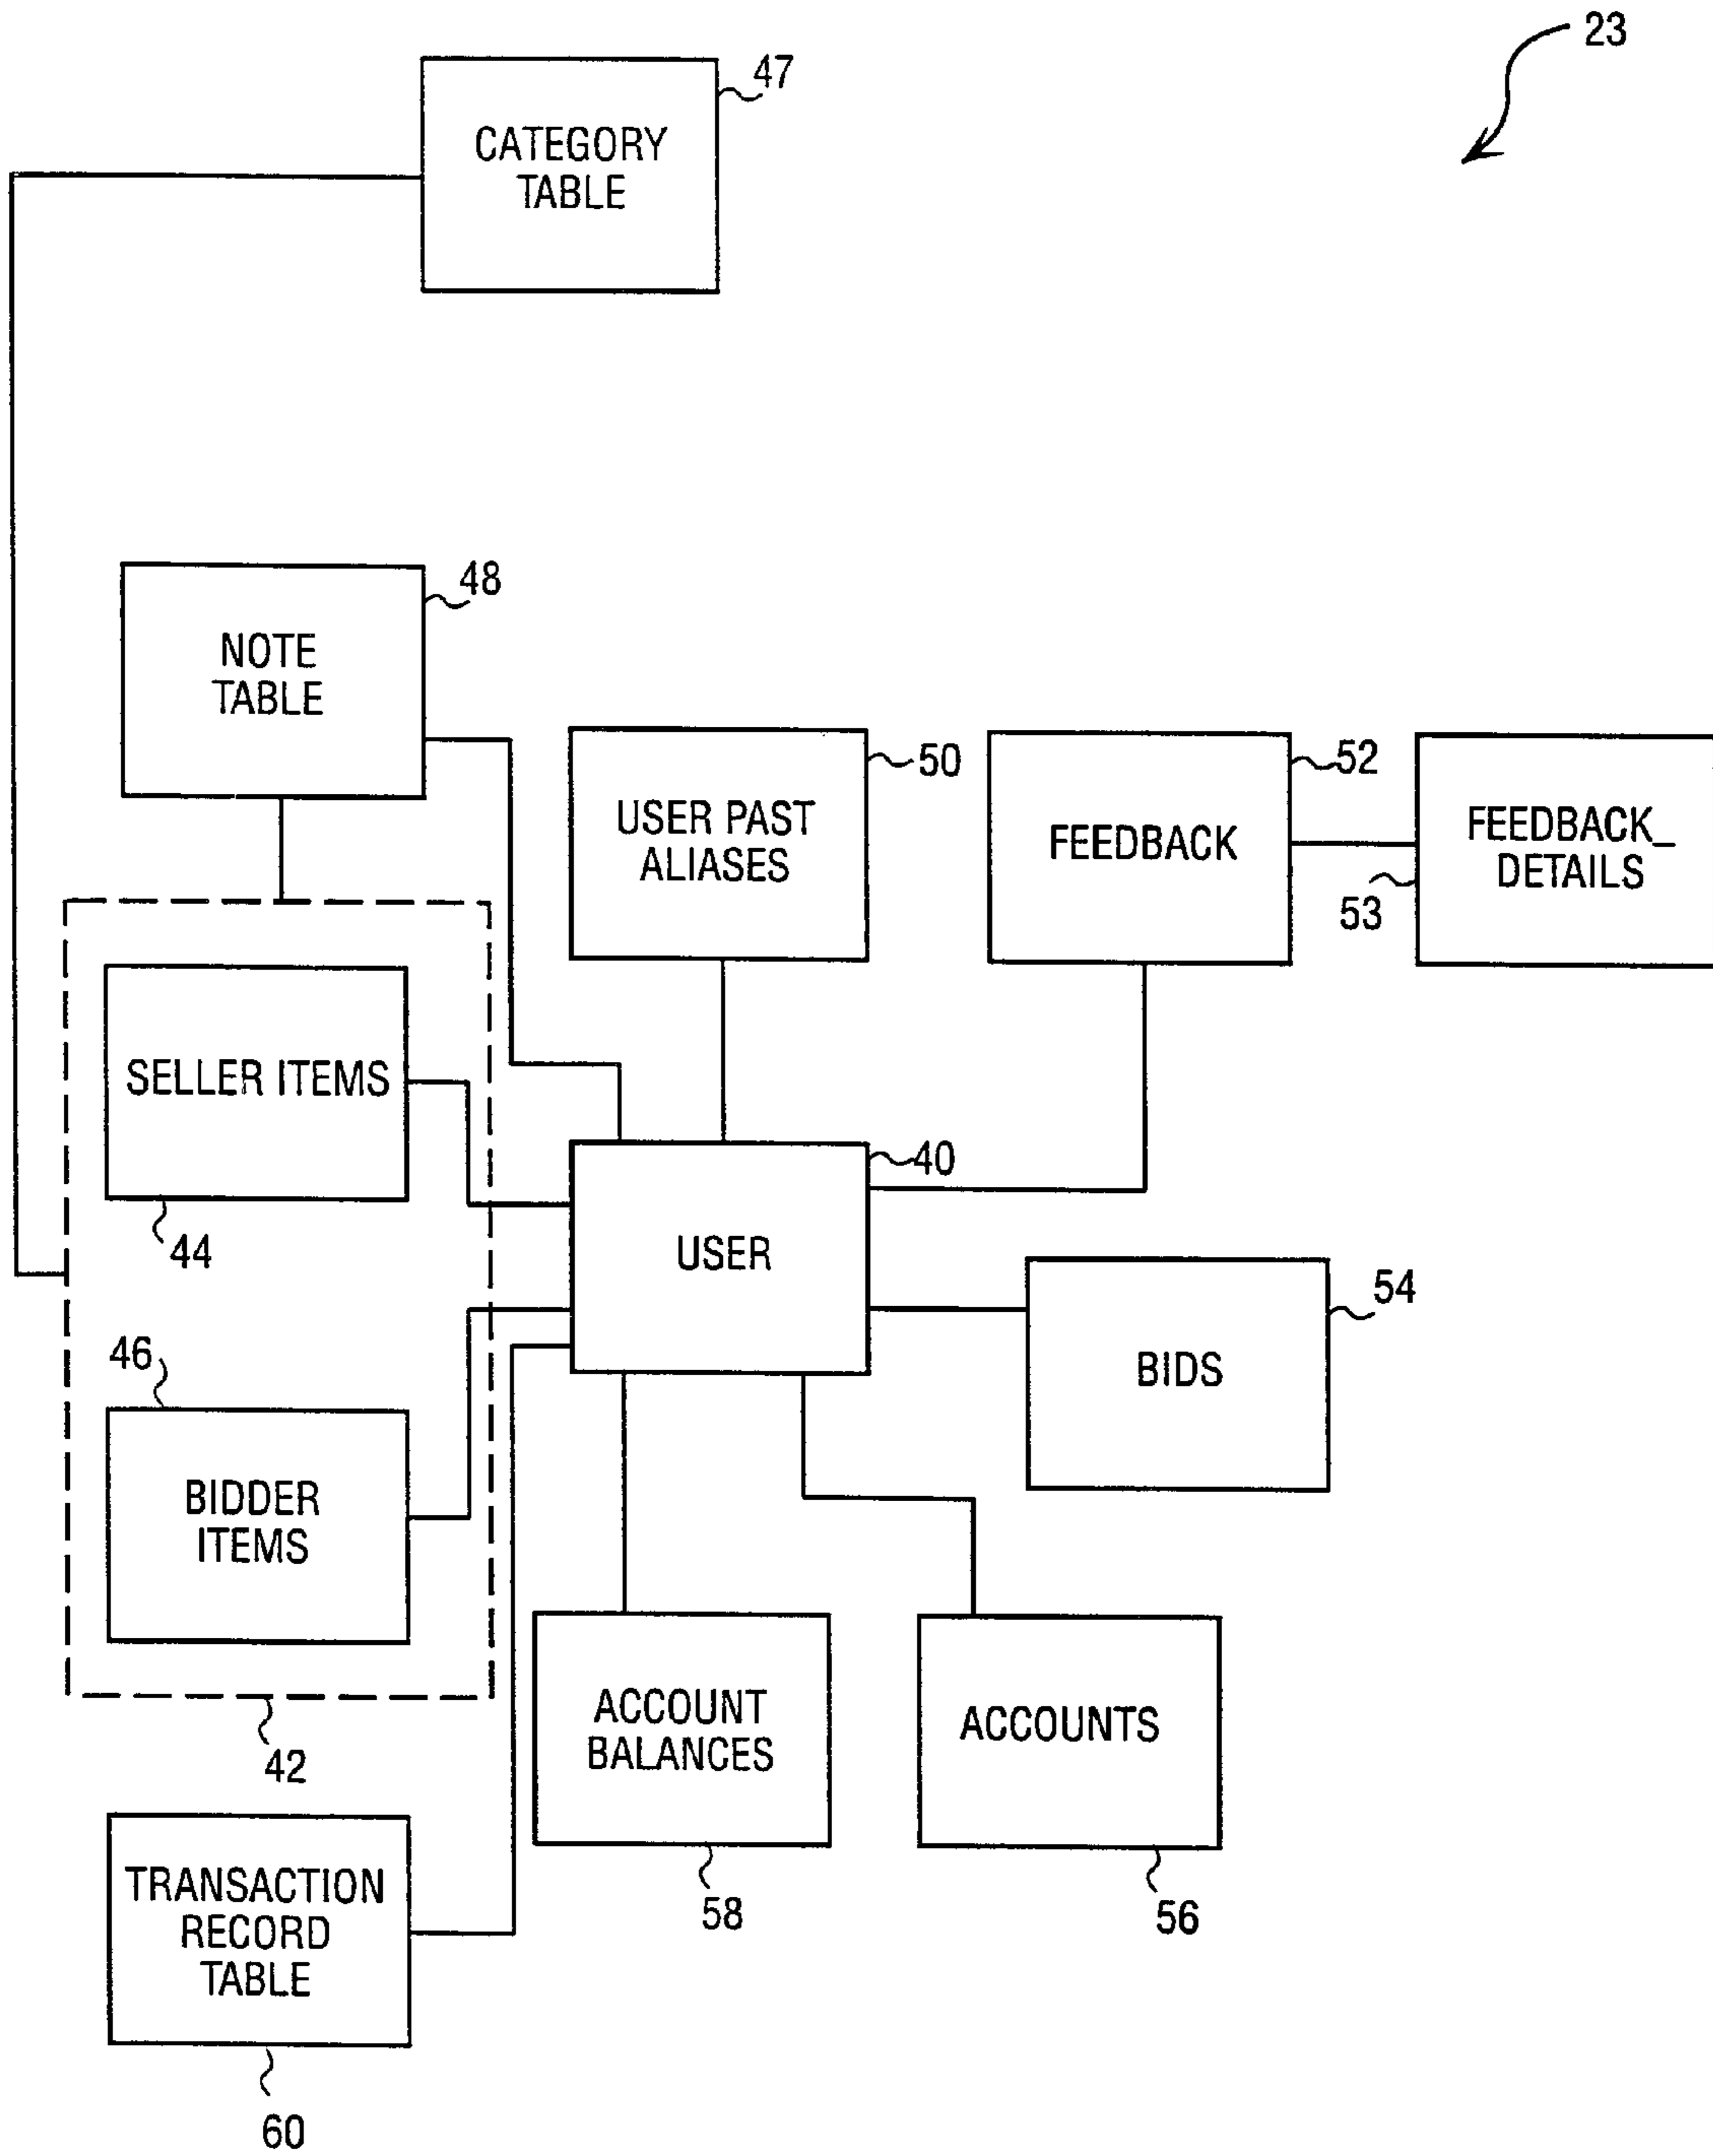 23
47
CATEGORY
TABLE
48
NOTE
TABLE
50
USER PAST
ALIASES
52
FEEDBACK
FEEDBACK_
DETAILS
53
SELLER ITEMS
44
40
USER
54
BIDS
46
BIDDER
ITEMS
42
ACCOUNT
BALANCES
58
ACCOUNTS
56
TRANSACTION
RECORD
TABLE
60